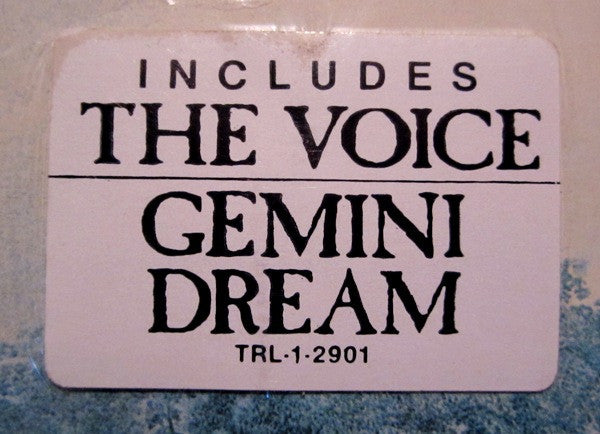 INCLUDES
THE VOICE
GEMINI
DREAM
TRL-1-2901